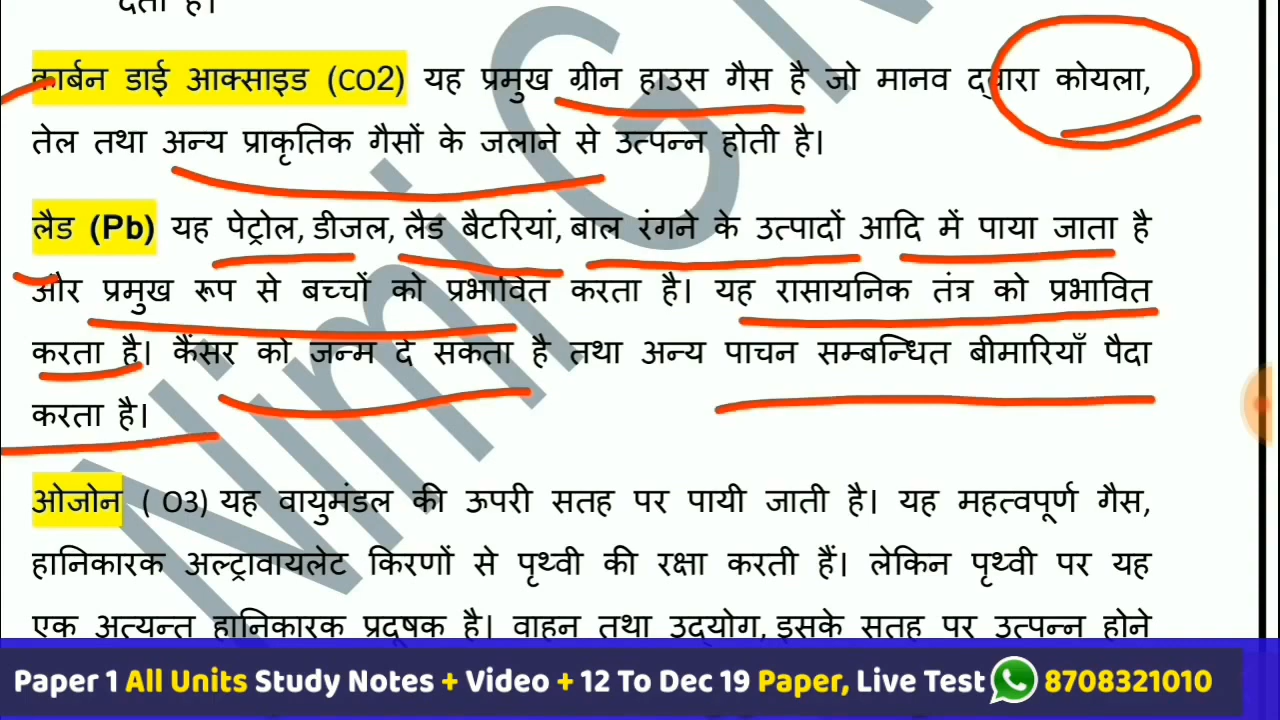 देता है।
कार्बन डाई आक्साइड (CO2) यह प्रमुख ग्रीन हाउस गैस है जो मानव द्वारा कोयला,
तेल तथा अन्य प्राकृतिक गैसों के जलाने से उत्पन्न होती है।
लैड (Pb) यह पेट्रोल, डीजल, लैड बैटरियां, बाल रंगने के उत्पादों आदि में पाया जाता है
और प्रमुख रूप से बच्चों को प्रभावित करता है। यह रासायनिक तंत्र को प्रभावित
करता है। कैंसर को जन्म दे सकता है तथा अन्य पाचन सम्बन्धित बीमारियाँ पैदा
करता है।
ओजोन ( O3) यह वायुमंडल की ऊपरी सतह पर पायी जाती है। यह महत्वपूर्ण गैस,
हानिकारक अल्ट्रावायलेट किरणों से पृथ्वी की रक्षा करती हैं। लेकिन पृथ्वी पर यह
एक अत्यन्त हानिकारक प्रदूषक है। वाहन तथा उद्योग, इसके सतह पर उत्पन्न होने
Paper 1 All Units Study Notes + Video + 12 To Dec 19 Paper, Live Test 8708321010